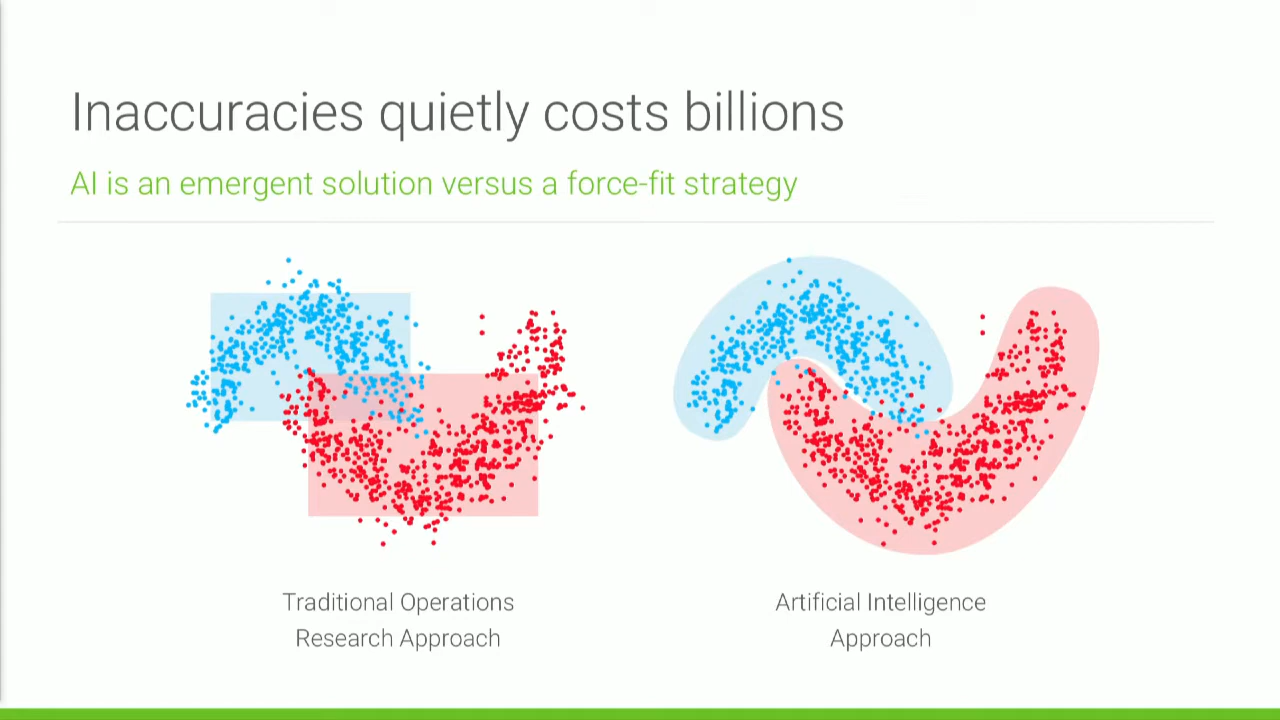 Inaccuracies quietly costs billions
AI is an emergent solution versus a force-fit strategy
Traditional Operations
Research Approach
Artificial Intelligence
Approach